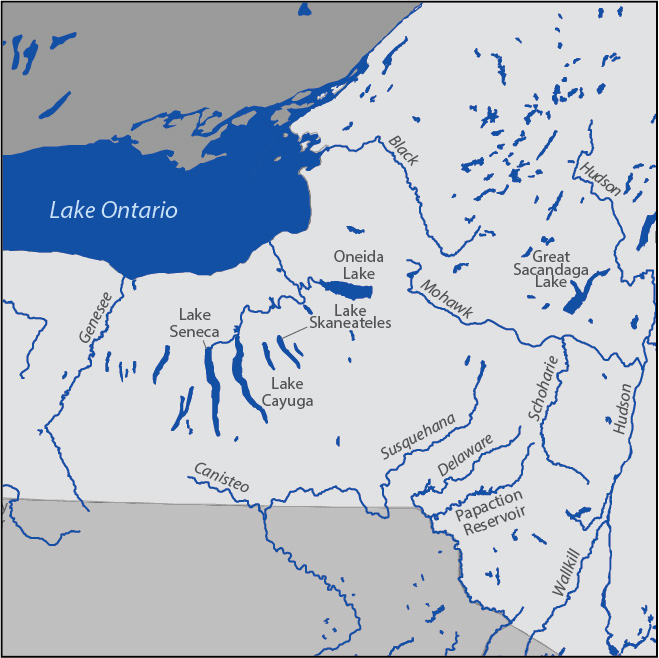 Black
Hudson
Lake Ontario
Oneida
Lake
Great
Sacandaga
Lake
Mohawk
Genesee
Lake
Seneca
Lake
Skaneateles
Lake
Cayuga
Schoharie
Hudson
Susquehana
Delaware
Canisteo
Papaction
Reservoir
Wallkill
y